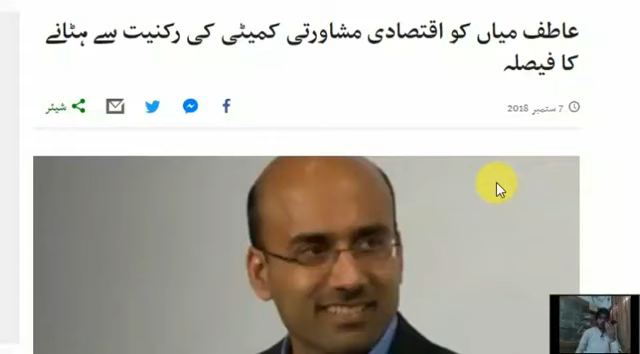 عاطف میاں کو اقتصادی مشاورتی کمیٹی کی رکنیت سے ہٹانے
کا فیصلہ
7 ستمبر 2018
شیئر